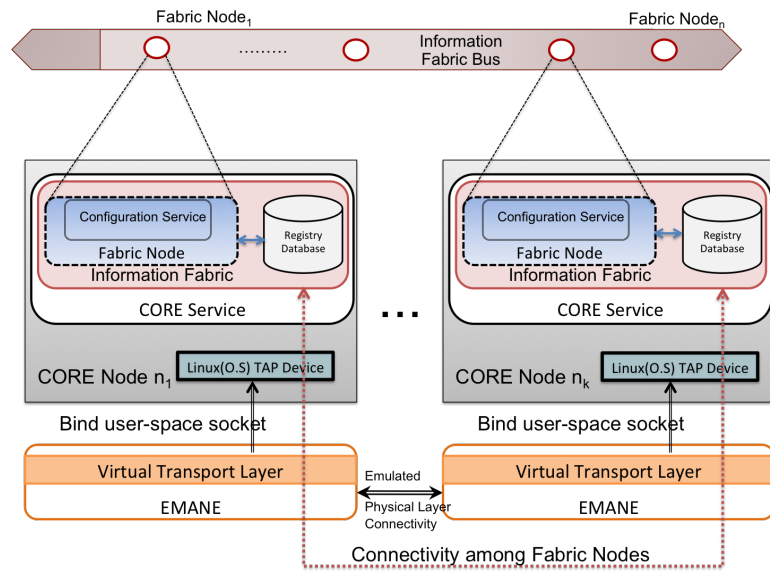 Fabric Node1
Fabric Noden
.........
Information
Fabric Bus
Configuration Service
Fabric Node
Registry
Database
Information Fabric
CORE Service
Linux(O.S) TAP Device
CORE Node n1
...
Configuration Service
Fabric Node
Registry
Database
Information Fabric
CORE Service
Linux(O.S) TAP Device
CORE Node nk
Bind user-space socket
Bind user-space socket
Virtual Transport Layer
EMANE
Emulated
Physical Layer
Connectivity
Virtual Transport Layer
EMANE
Connectivity among Fabric Nodes